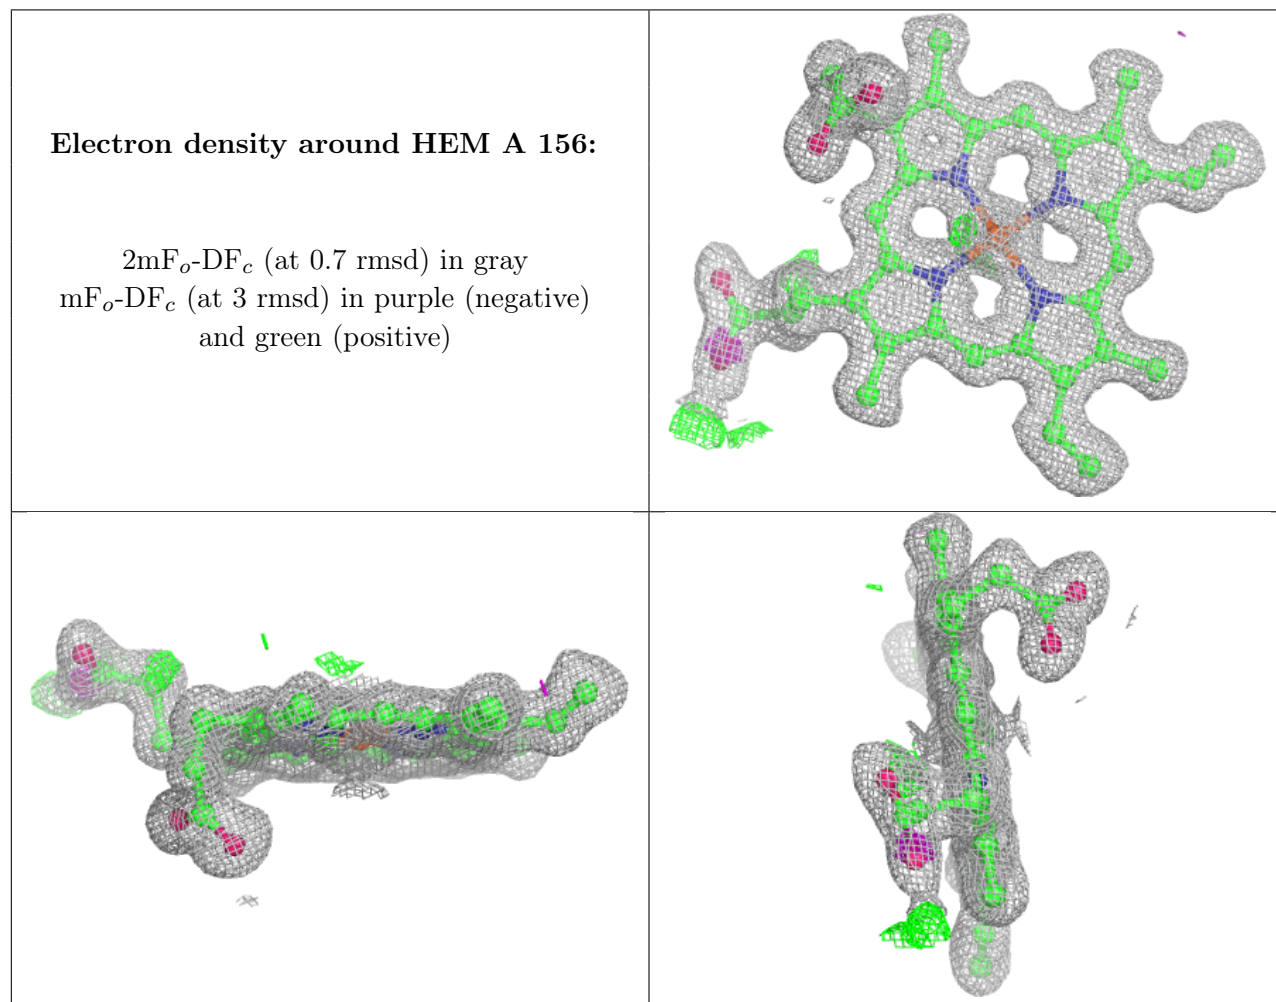 Electron density around HEM A 156:
2mFo-DFc (at 0.7 rmsd) in gray
mFo-DFc (at 3 rmsd) in purple (negative)
and green (positive)